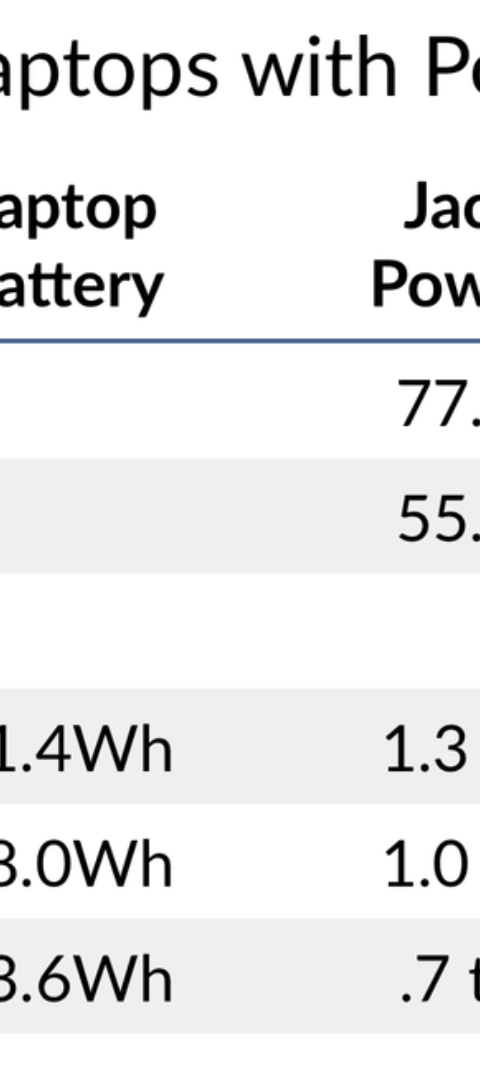 aptops with Po
aptop Jac
attery Pow
77.
55.
1.4Wh 1.3
3.0Wh 1.0
3.6Wh .7 t